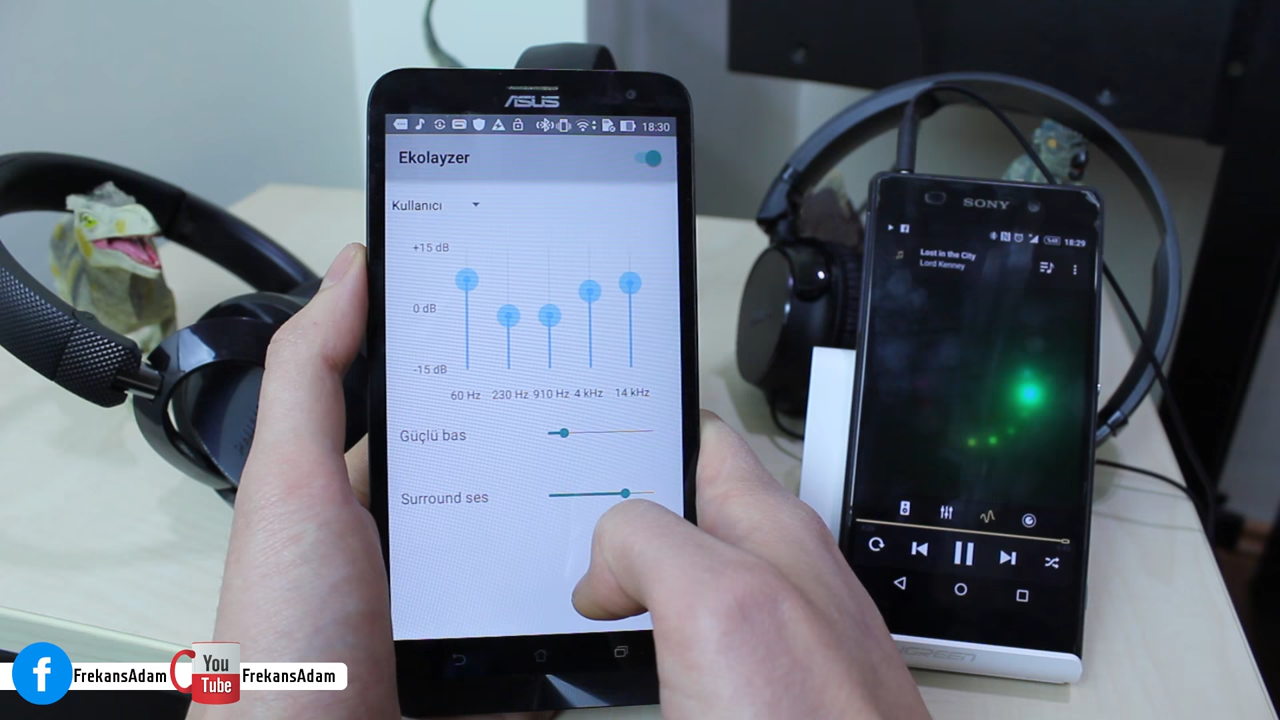 ASUS
18:30
Ekolayzer
Kullanıcı
+15 dB
0 dB
-15 dB
60 Hz 230 Hz 910 Hz 4 kHz 14 kHz
Güçlü bas
Surround ses
SONY
18:29
Lost in the City
Lord Kenney
FrekansAdam
You
Tube
FrekansAdam